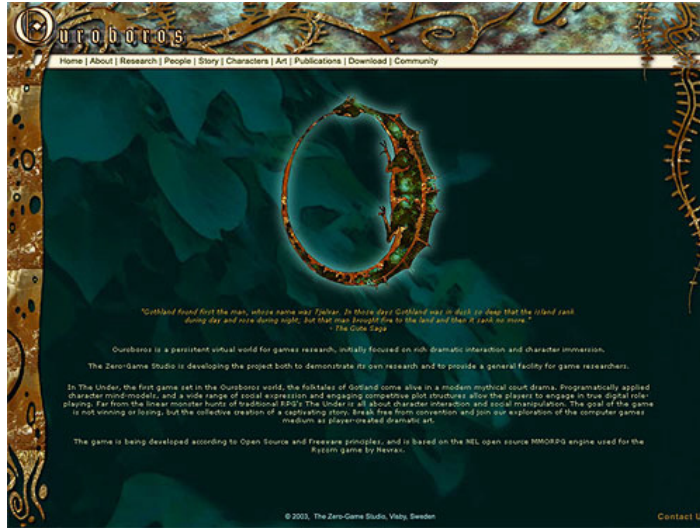 Ouroboros
Home | About | Research | People | Story | Characters | Art | Publications | Download | Community
"Gothland found first the man, whose name was Tjelvar. In those days Gothland was in dusk so deep that the island sank
during day and rose during night; but that man brought fire to the land and then it sank no more."
- The Gute Saga
Ouroboros is a persistent virtual world for games research, initially focused on rich dramatic interaction and character immersion.
The Zero-Game Studio is developing the project both to demonstrate its own research and to provide a general facility for game researchers.
In The Under, the first game set in the Ouroboros world, the folktales of Gotland come alive in a modern mythical court drama. Programatically applied
character mind-models, and a wide range of social expression and engaging competitive plot structures allow the players to engage in true digital role-
playing. Far from the linear monster hunts of traditional RPG's The Under is all about character interaction and social manipulation. The goal of the game
is not winning or losing, but the collective creation of a captivating story. Break free from convention and join our exploration of the computer games
medium as player-created dramatic art.
The game is being developed according to Open Source and Freeware principles, and is based on the NEL open source MMORPG engine used for the
Ryzom game by Nevrax.
© 2003, The Zero-Game Studio, Visby, Sweden
Contact U